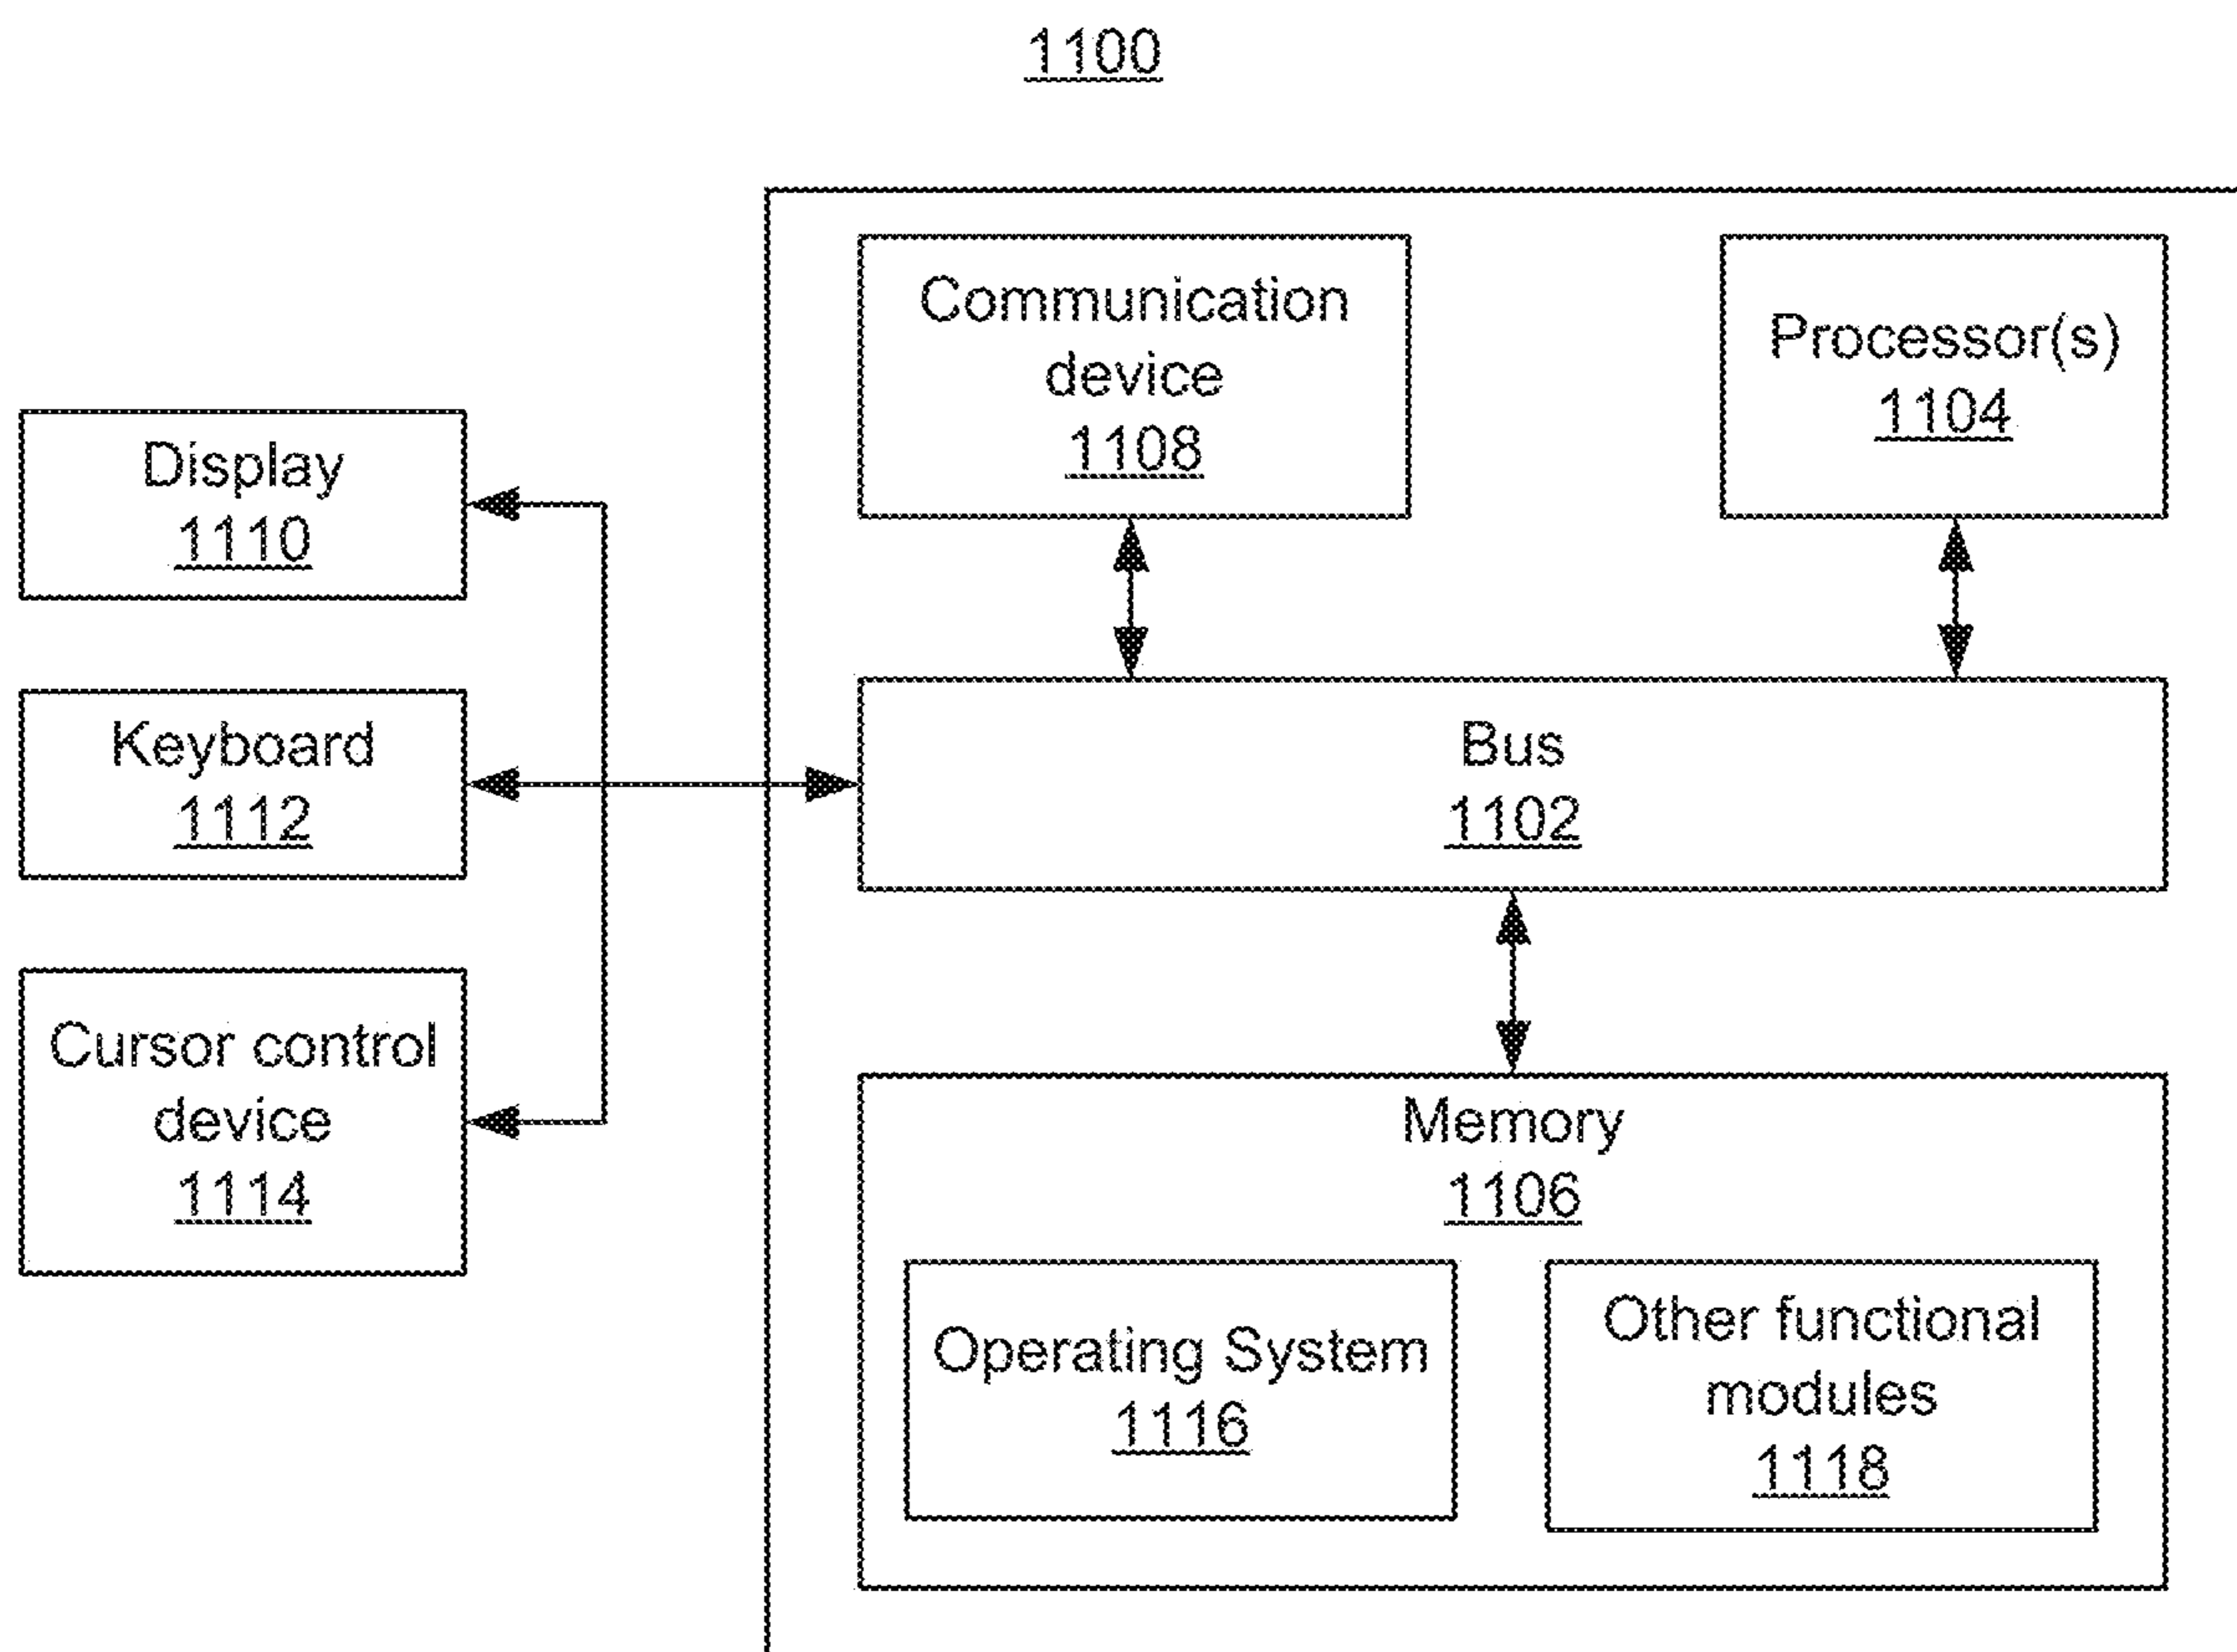 1100
Communication
device
1108
Processor(s)
1104
Display
1110
Keyboard
1112
Bus
1102
Cursor control
device
1114
Memory
1106
Operating System
1116
Other functional
modules
1118